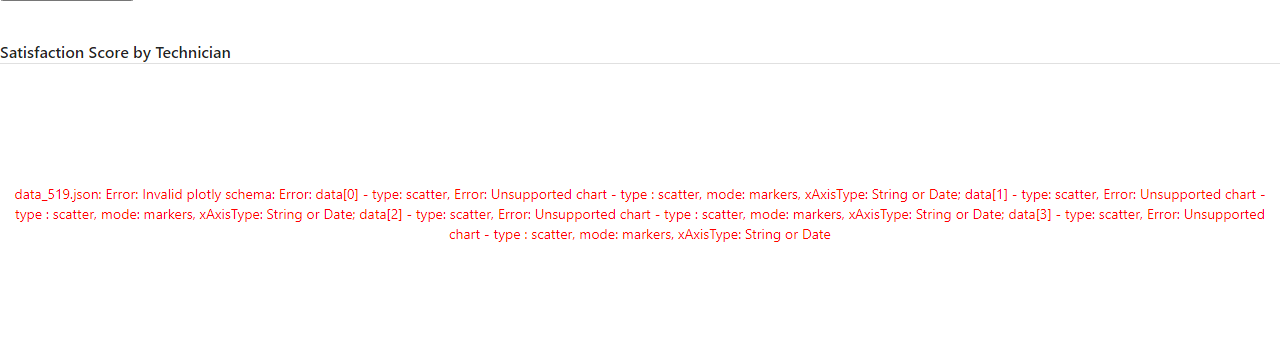 Satisfaction Score by Technician
data_519.json: Error: Invalid plotly schema: Error: data[0] - type: scatter, Error: Unsupported chart - type : scatter, mode: markers, xAxisType: String or Date; data[1] - type: scatter, Error: Unsupported chart -
type : scatter, mode: markers, xAxisType: String or Date; data[2] - type: scatter, Error: Unsupported chart - type : scatter, mode: markers, xAxisType: String or Date; data[3] - type: scatter, Error: Unsupported
chart - type : scatter, mode: markers, xAxisType: String or Date